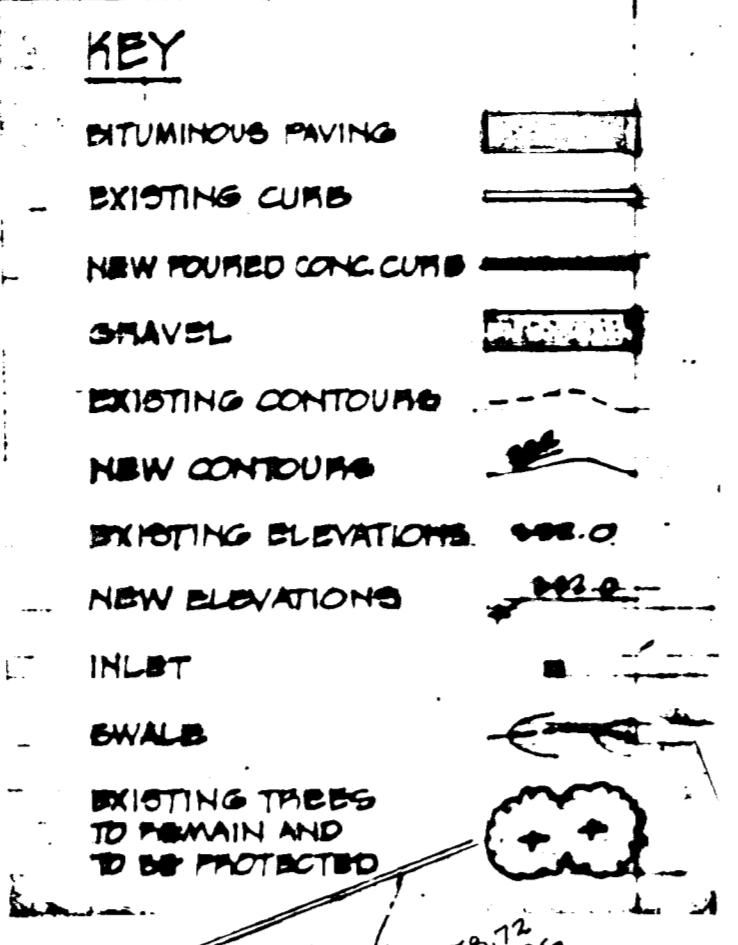 KEY
BITUMINOUS PAVING
EXISTING CURB
NEW POURED CONC. CURB
GRAVEL
EXISTING CONTOURS
NEW CONTOURS
EXISTING ELEVATIONS
NEW ELEVATIONS
INLET
SWALE
EXISTING TREES
TO REMAIN AND
TO BE PROTECTED